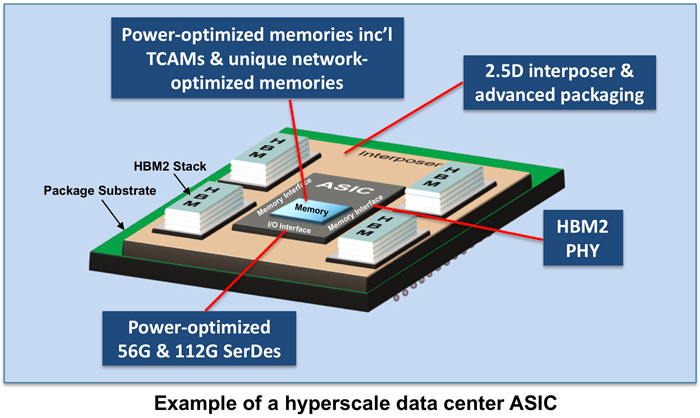 Power-optimized memories inc'l
TCAMs & unique network-
optimized memories
2.5D interposer &
advanced packaging
HBM2 Stack
Package Substrate
HBM
Interposer
HBM
ASIC
HBM
Memory Interface
Memory
Memory Interface
I/O Interface
HBM
HBM2
PHY
Power-optimized
56G & 112G SerDes
Example of a hyperscale data center ASIC